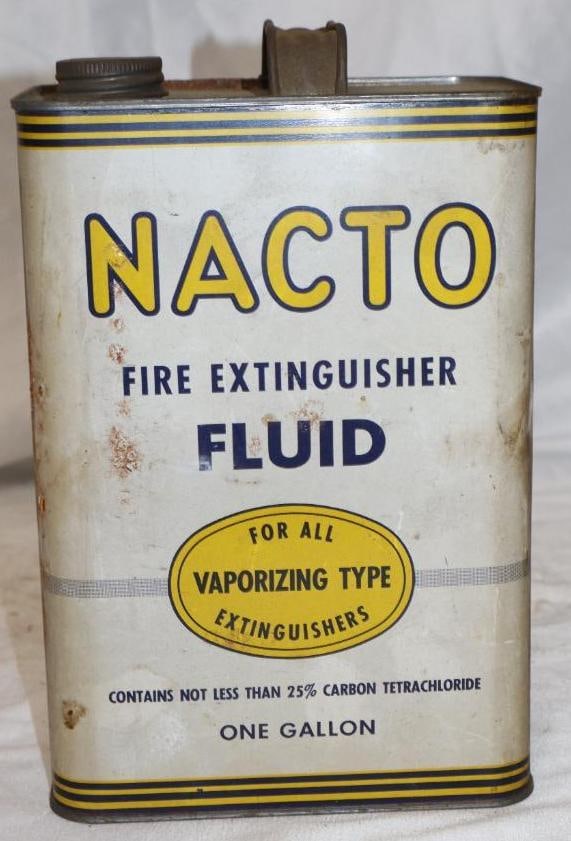 NACTO
FIRE EXTINGUISHER
FLUID
FOR ALL
VAPORIZING TYPE
EXTINGUISHERS
CONTAINS NOT LESS THAN 25% CARBON TETRACHLORIDE
ONE GALLON